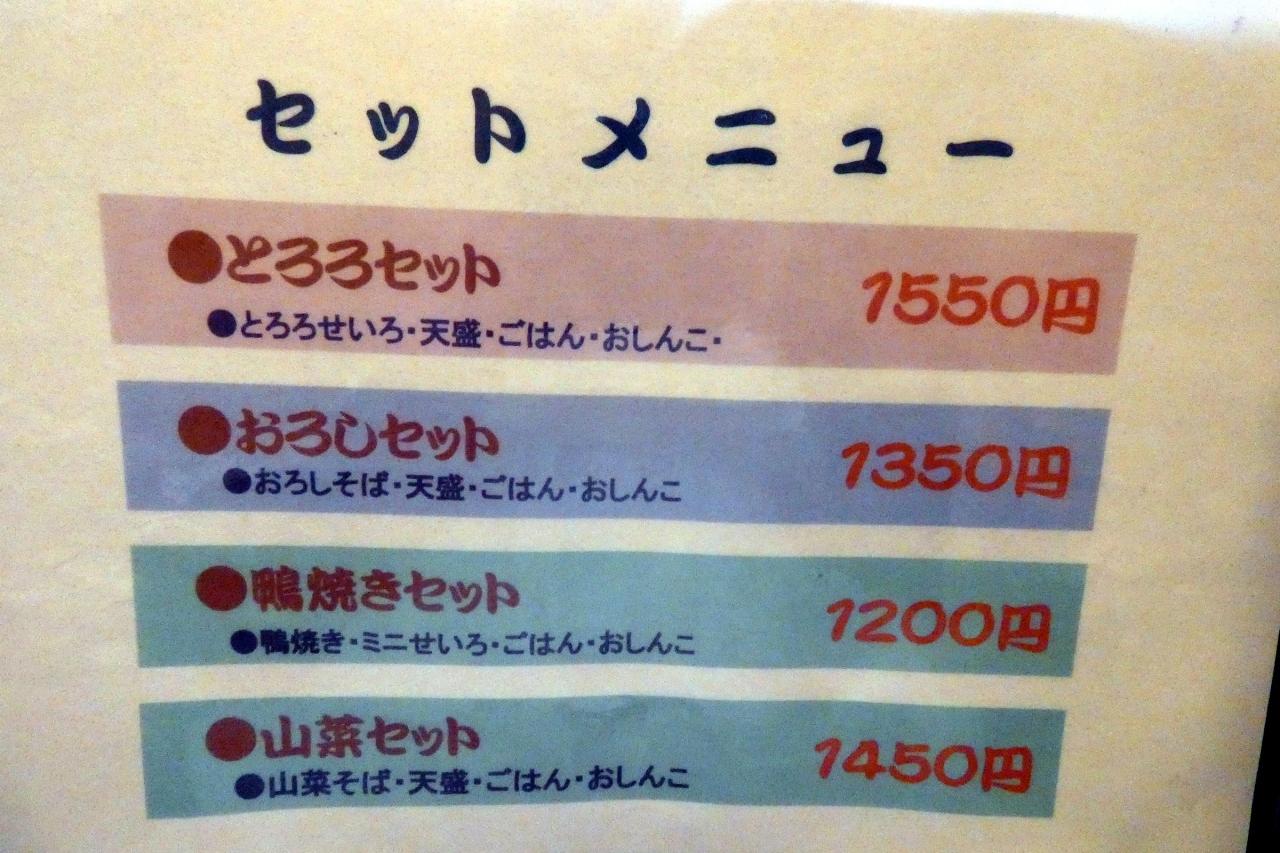 セットメニュー
●とろろセット 1550円
●とろろせいろ・天盛・ごはん・おしんこ・
●おろしセット 1350円
●おろしそば・天盛・ごはん・おしんこ
●鴨焼きセット 1200円
●鴨焼き・ミニせいろ・ごはん・おしんこ
●山菜セット 1450円
●山菜そば・天盛・ごはん・おしんこ